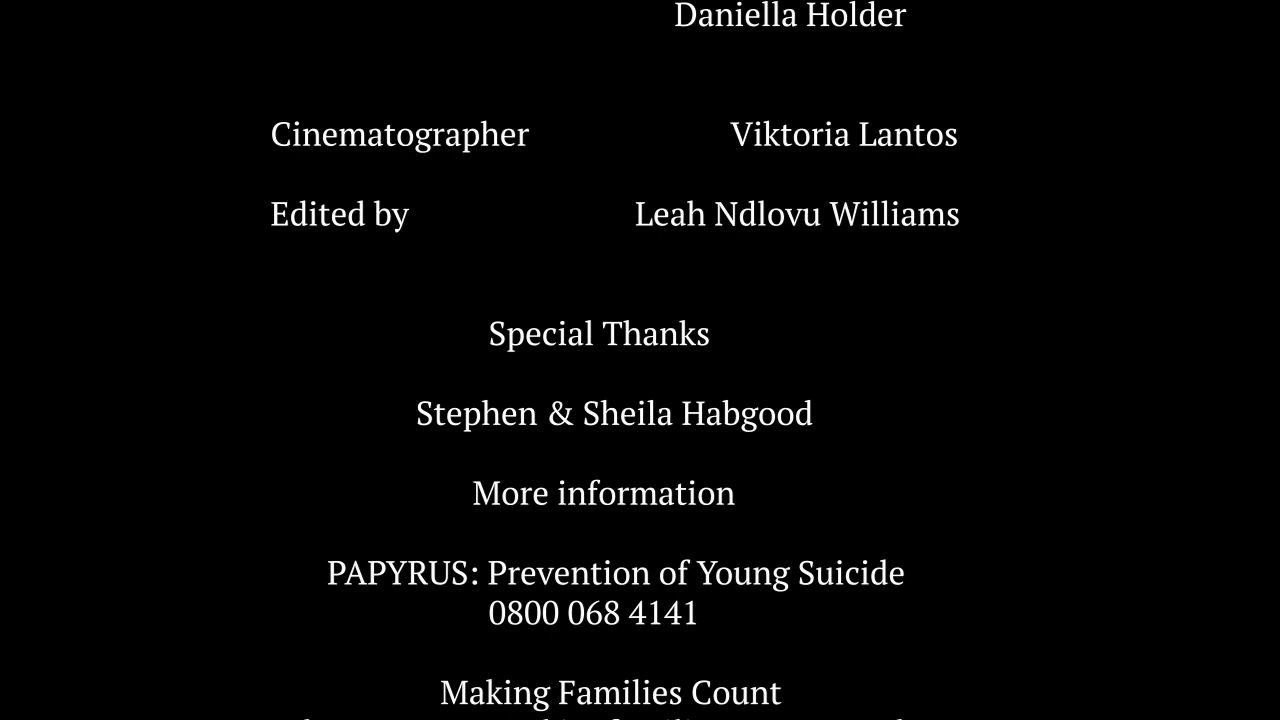 Daniella Holder
Cinematographer Viktoria Lantos
Edited by Leah Ndlovu Williams
Special Thanks
Stephen & Sheila Habgood
More information
PAPYRUS: Prevention of Young Suicide
0800 068 4141
Making Families Count